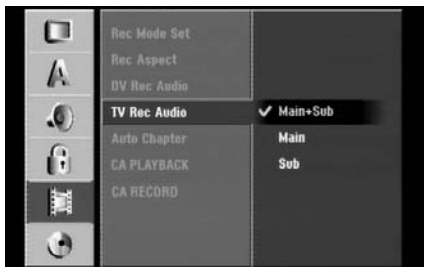 Rec Mode Set
Rec Aspect
DV Rec Audio
TV Rec Audio
✔ Main+Sub
Auto Chapter
Main
CA PLAYBACK
Sub
CA RECORD
A